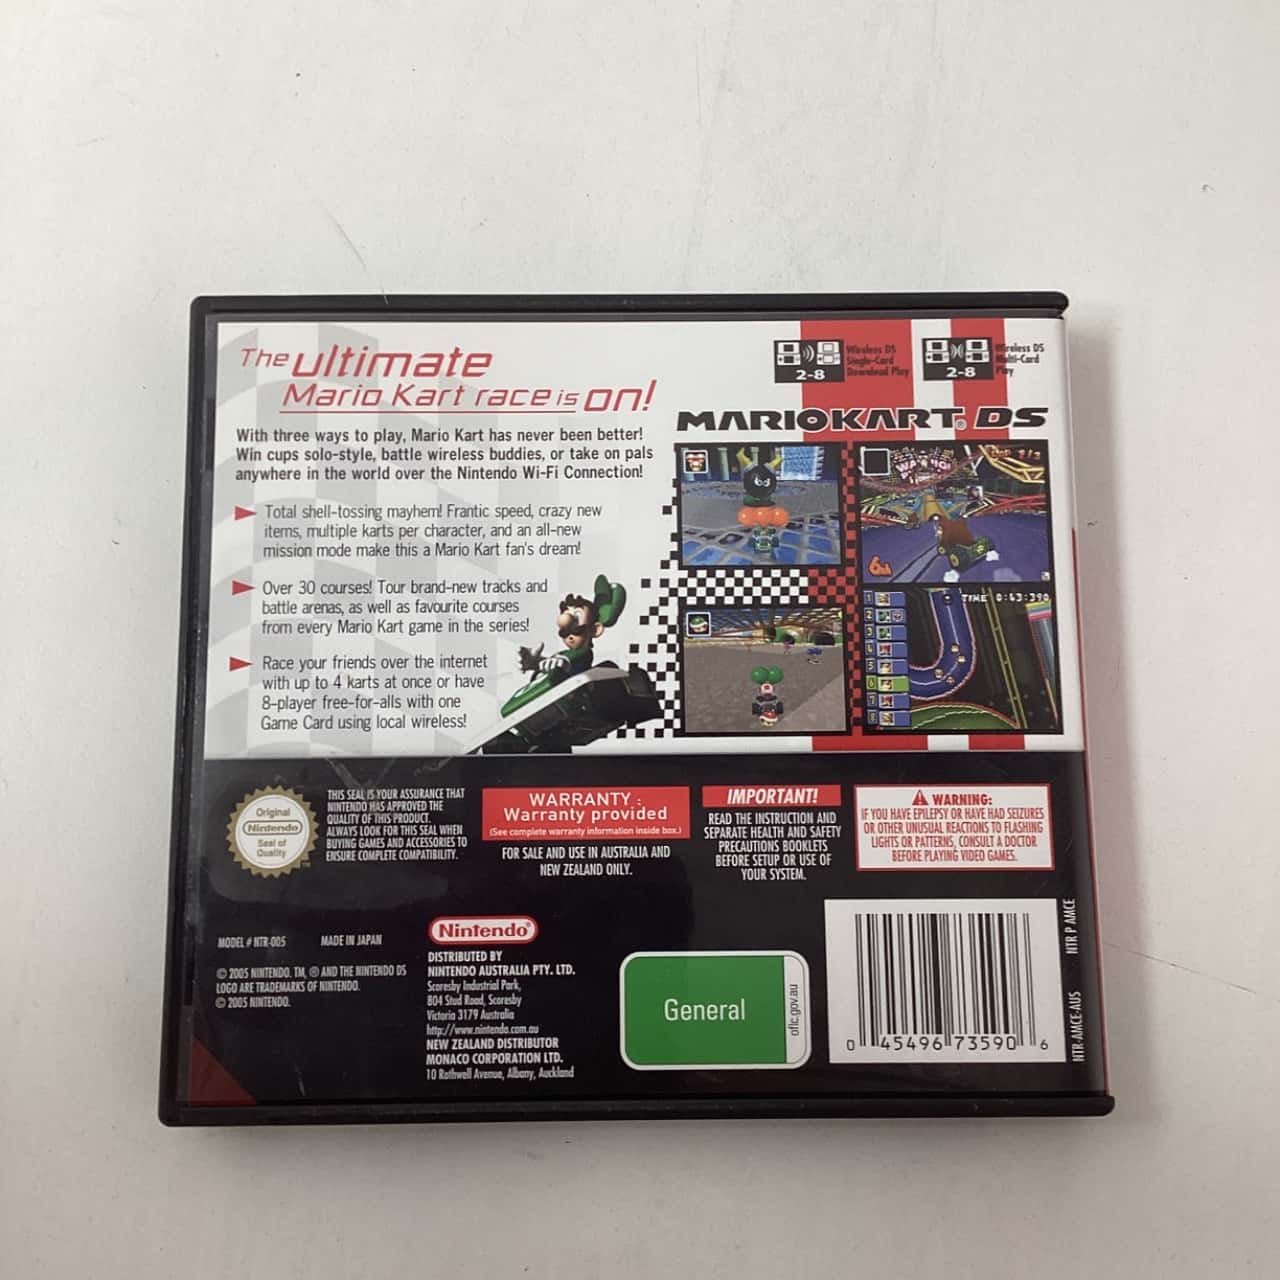 The ultimate
Mario Kart race is on!
With three ways to play, Mario Kart has never been better!
Win cups solo-style, battle wireless buddies, or take on pals
anywhere in the world over the Nintendo Wi-Fi Connection!
Total shell-tossing mayhem! Frantic speed, crazy new
items, multiple karts per character, and an all-new
mission mode make this a Mario Kart fan's dream!
Over 30 courses! Tour brand-new tracks and
battle arenas, as well as favourite courses
from every Mario Kart game in the series!
Race your friends over the internet
with up to 4 karts at once or have
8-player free-for-alls with one
Game Card using local wireless!
2-8
Wireless DS
Single-Card
Download Play
2-8
Wireless DS
Multi-Card
Play
MARIOKART® DS
TIME 0:63:390
Original
Nintendo
Seal of
Quality
THIS SEAL IS YOUR ASSURANCE THAT
NINTENDO HAS APPROVED THE
QUALITY OF THIS PRODUCT.
ALWAYS LOOK FOR THIS SEAL WHEN
BUYING GAMES AND ACCESSORIES TO
ENSURE COMPLETE COMPATIBILITY.
WARRANTY :
Warranty provided
(See complete warranty information inside box.)
FOR SALE AND USE IN AUSTRALIA AND
NEW ZEALAND ONLY.
IMPORTANT!
READ THE INSTRUCTION AND
SEPARATE HEALTH AND SAFETY
PRECAUTIONS BOOKLETS
BEFORE SETUP OR USE OF
YOUR SYSTEM.
WARNING:
IF YOU HAVE EPILEPSY OR HAVE HAD SEIZURES
OR OTHER UNUSUAL REACTIONS TO FLASHING
LIGHTS OR PATTERNS, CONSULT A DOCTOR
BEFORE PLAYING VIDEO GAMES.
MODEL # NTR-005 MADE IN JAPAN
© 2005 NINTENDO. TM, ® AND THE NINTENDO DS
LOGO ARE TRADEMARKS OF NINTENDO.
© 2005 NINTENDO.
Nintendo®
DISTRIBUTED BY
NINTENDO AUSTRALIA PTY. LTD.
Scoresby Industrial Park,
804 Stud Road, Scoresby
Victoria 3179 Australia
http://www.nintendo.com.au
NEW ZEALAND DISTRIBUTOR
MONACO CORPORATION LTD.
10 Rothwell Avenue, Albany, Auckland
General
oflc.gov.au
0 45496 73590 6
NTR P AMCE
NTR-AMCE-AUS